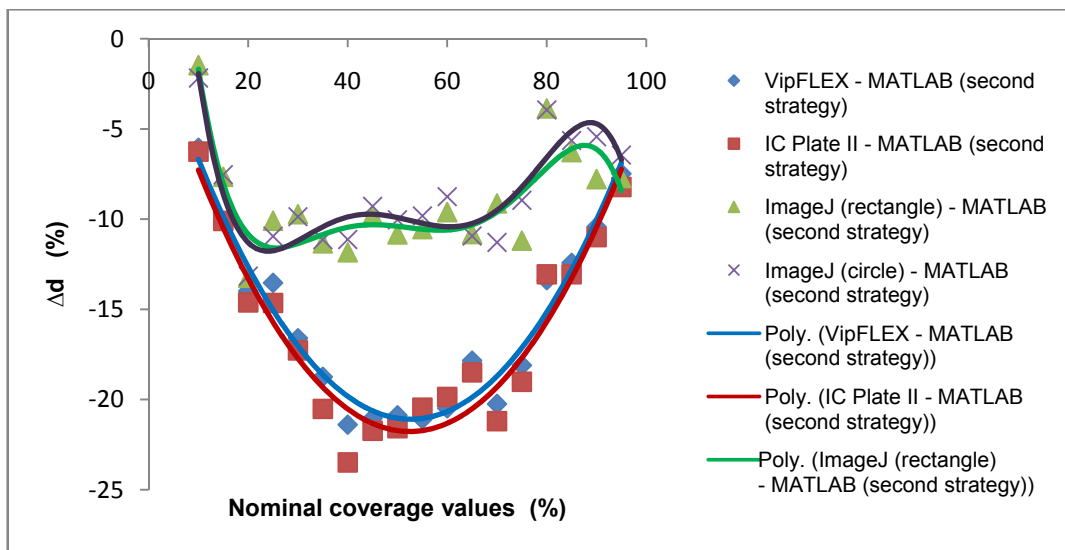 0
0
20
40
60
80
100
-5
-10
-15
-20
-25
Δd (%)
Nominal coverage values (%)
VipFLEX - MATLAB (second
strategy)
IC Plate II - MATLAB (second
strategy)
ImageJ (rectangle) - MATLAB
(second strategy)
ImageJ (circle) - MATLAB
(second strategy)
Poly. (VipFLEX - MATLAB
(second strategy))
Poly. (IC Plate II - MATLAB
(second strategy))
Poly. (ImageJ (rectangle)
- MATLAB (second strategy))